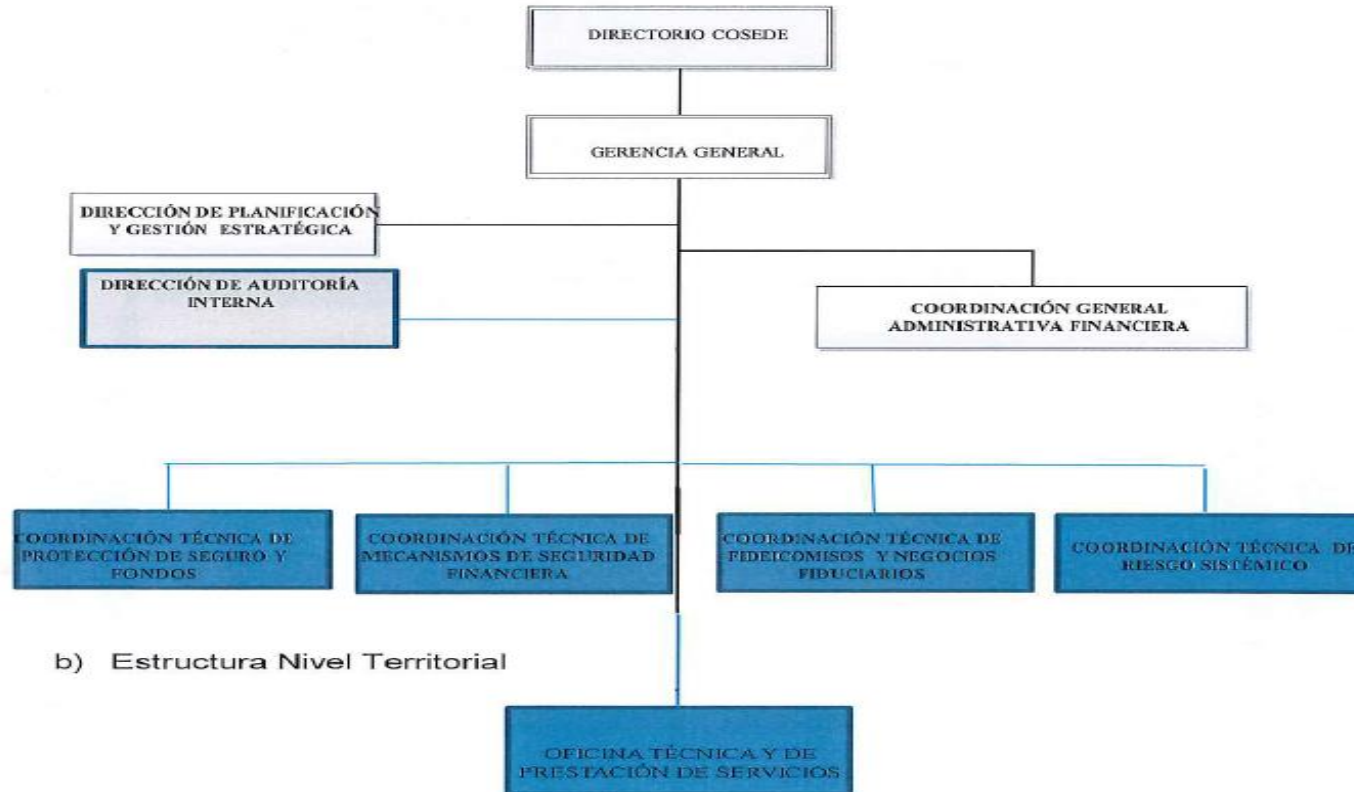 DIRECTORIO COSEDE
GERENCIA GENERAL
DIRECCIÓN DE PLANIFICACIÓN
Y GESTIÓN ESTRATÉGICA
DIRECCIÓN DE AUDITORÍA
INTERNA
COORDINACIÓN GENERAL
ADMINISTRATIVA FINANCIERA
COORDINACIÓN TÉCNICA DE
PROTECCIÓN DE SEGURO Y
FONDOS
COORDINACIÓN TÉCNICA DE
MECANISMOS DE SEGURIDAD
FINANCIERA
COORDINACIÓN TÉCNICA DE
FIDEICOMISOS Y NEGOCIOS
FIDUCIARIOS
COORDINACIÓN TÉCNICA DE
RIESGO SISTÉMICO
b) Estructura Nivel Territorial
OFICINA TÉCNICA Y DE
PRESTACIÓN DE SERVICIOS